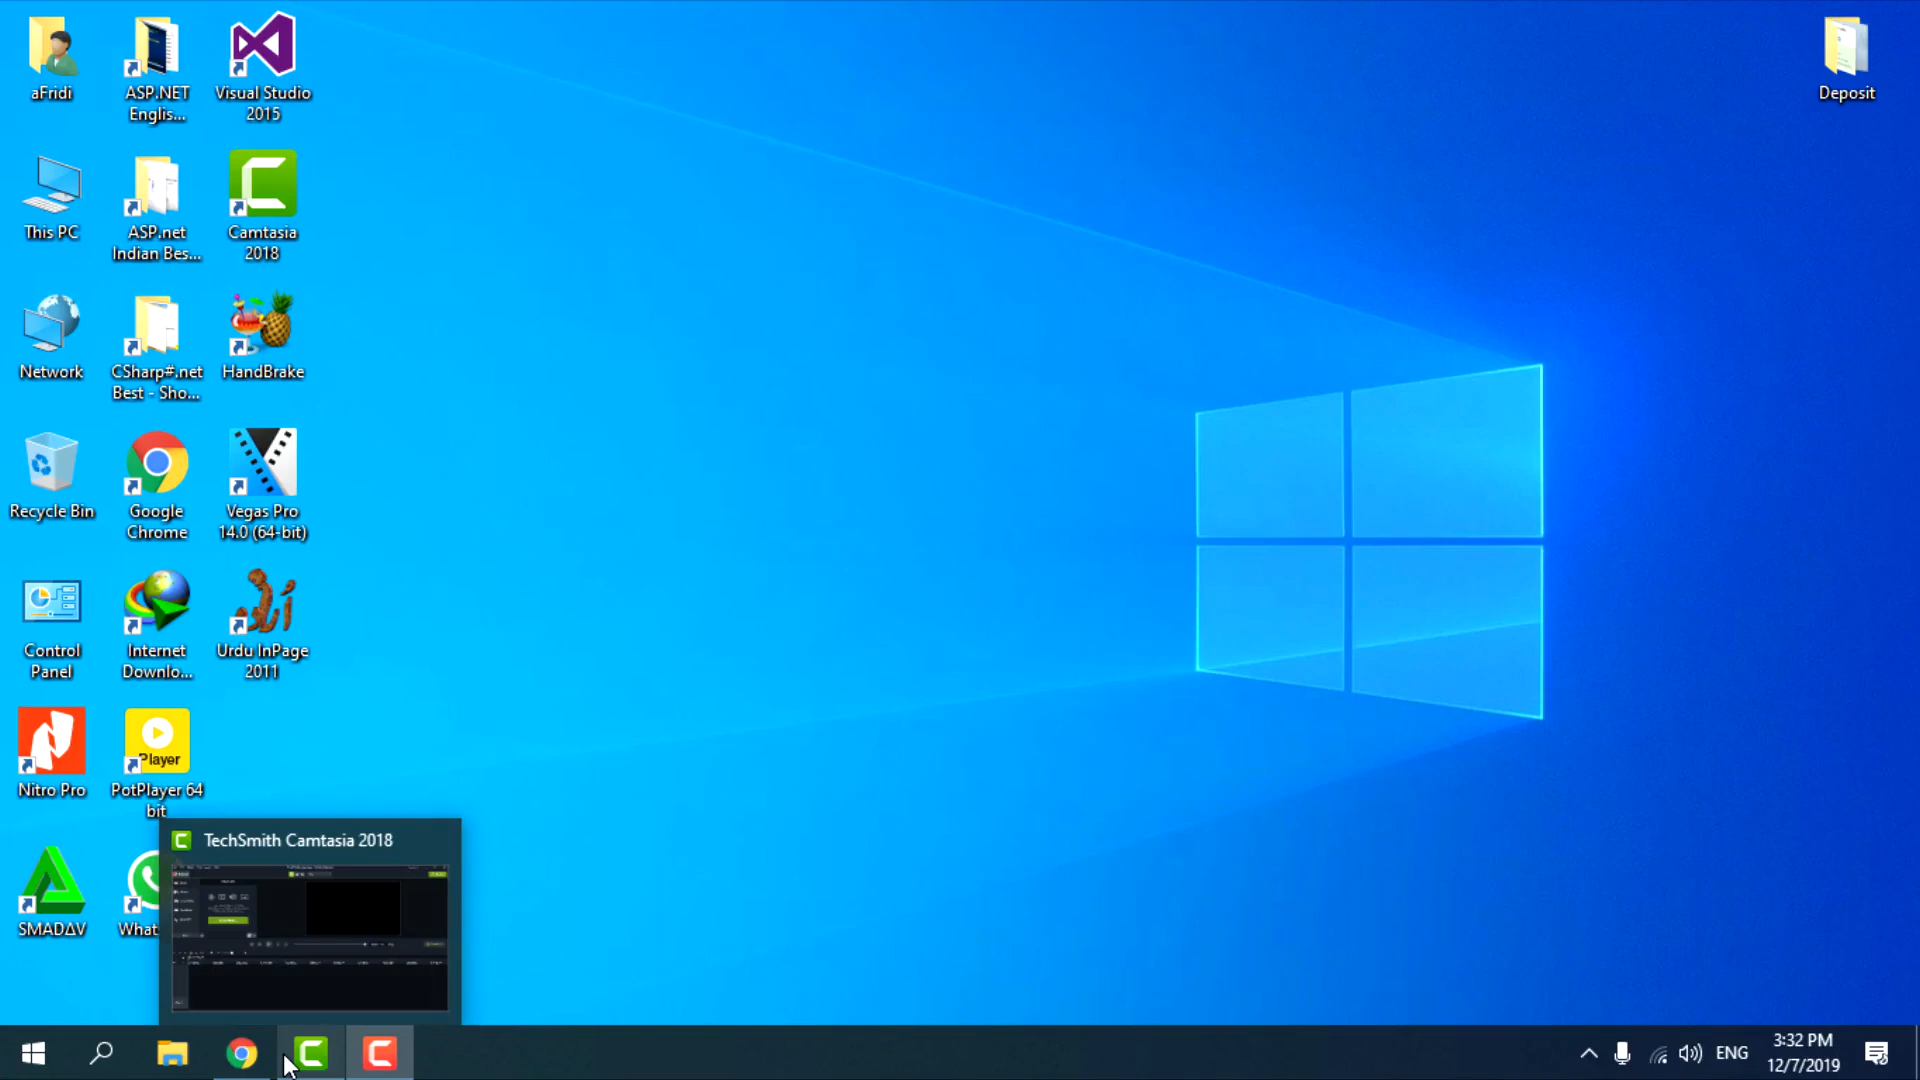 aFridi
ASP.NET
Englis...
Visual Studio
2015
Deposit
This PC
ASP.net
Indian Bes...
Camtasia
2018
Network
CSharp#.net
Best - Sho...
HandBrake
Recycle Bin
Google
Chrome
Vegas Pro
14.0 (64-bit)
Control
Panel
Internet
Downlo...
Urdu InPage
2011
Nitro Pro
Player
PotPlayer 64
bit
SMADΔV
What
TechSmith Camtasia 2018
ENG
3:32 PM
12/7/2019